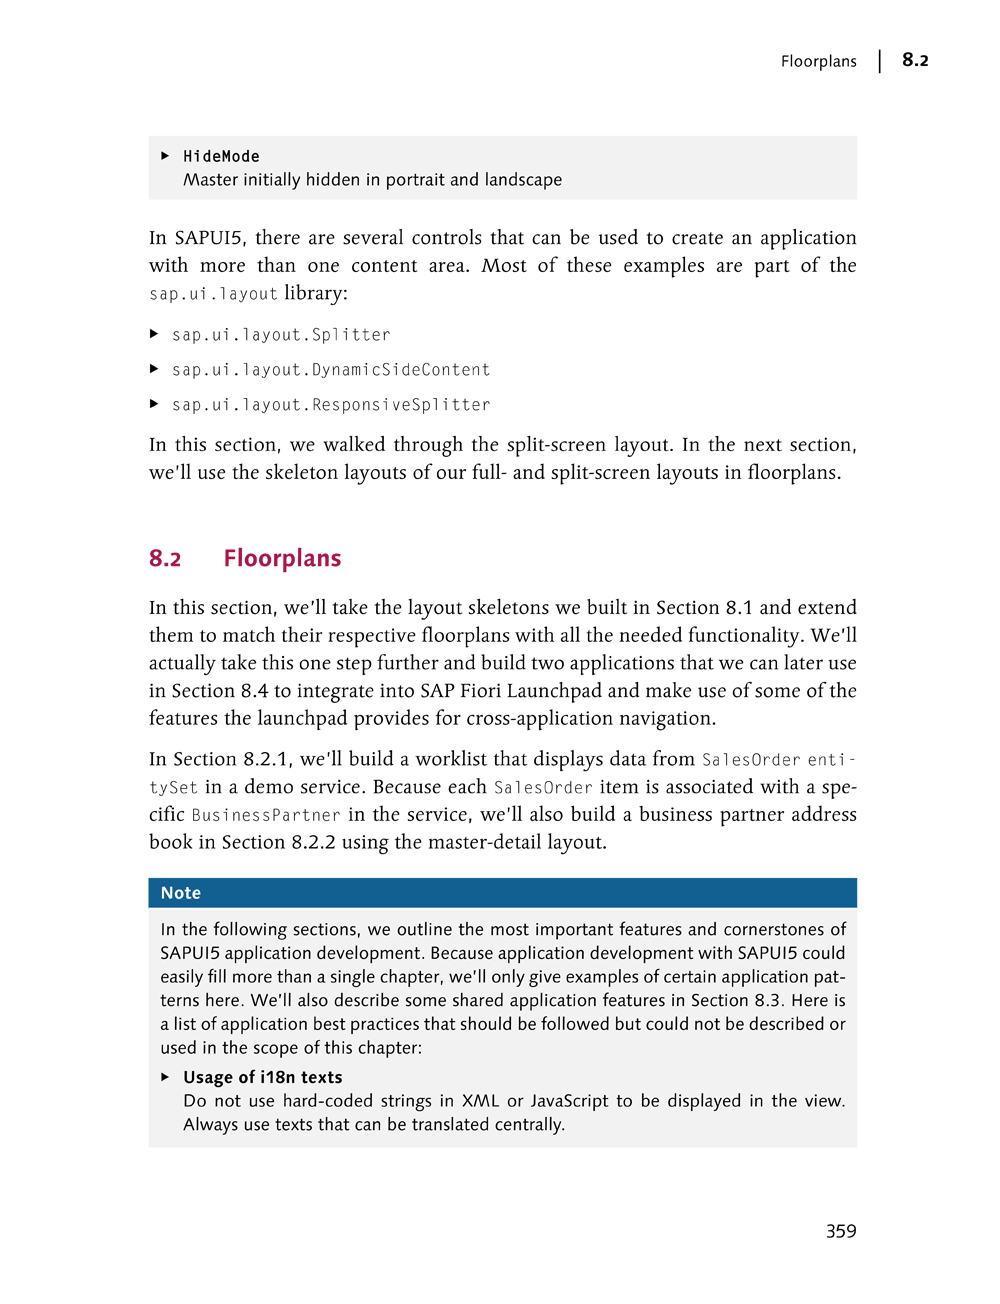 Floorplans | 8.2
▶ HideMode
Master initially hidden in portrait and landscape
In SAPUI5, there are several controls that can be used to create an application
with more than one content area. Most of these examples are part of the
sap.ui.layout library:
▶ sap.ui.layout.Splitter
▶ sap.ui.layout.DynamicSideContent
▶ sap.ui.layout.ResponsiveSplitter
In this section, we walked through the split-screen layout. In the next section,
we'll use the skeleton layouts of our full- and split-screen layouts in floorplans.
8.2 Floorplans
In this section, we'll take the layout skeletons we built in Section 8.1 and extend
them to match their respective floorplans with all the needed functionality. We'll
actually take this one step further and build two applications that we can later use
in Section 8.4 to integrate into SAP Fiori Launchpad and make use of some of the
features the launchpad provides for cross-application navigation.
In Section 8.2.1, we'll build a worklist that displays data from SalesOrder enti-
tySet in a demo service. Because each SalesOrder item is associated with a spe-
cific BusinessPartner in the service, we'll also build a business partner address
book in Section 8.2.2 using the master-detail layout.
Note
In the following sections, we outline the most important features and cornerstones of
SAPUI5 application development. Because application development with SAPUI5 could
easily fill more than a single chapter, we'll only give examples of certain application pat-
terns here. We'll also describe some shared application features in Section 8.3. Here is
a list of application best practices that should be followed but could not be described or
used in the scope of this chapter:
▶ Usage of i18n texts
Do not use hard-coded strings in XML or JavaScript to be displayed in the view.
Always use texts that can be translated centrally.
359